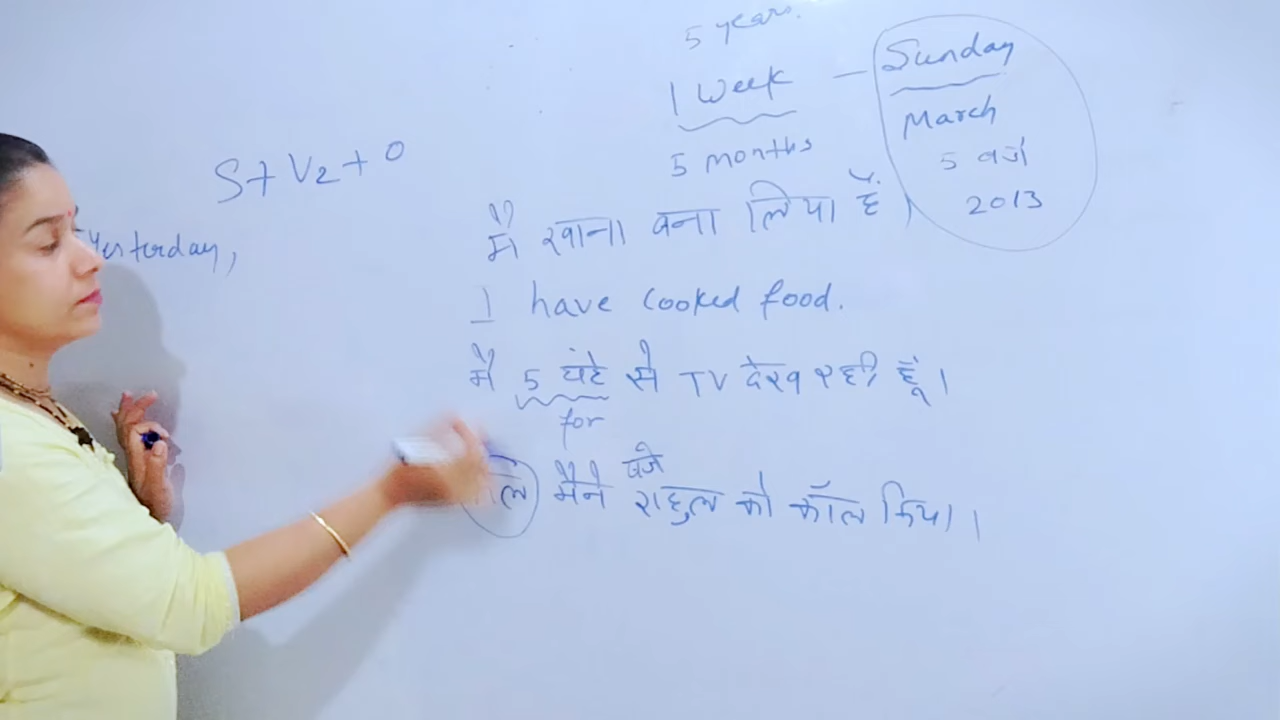 5 years.
1 Week — Sunday
March
5 months
5 बजे
2013
S + V2 + O
Yesterday,
मैं खाना बना लिया है।
I have cooked food.
मैं 5 घंटे से TV देख रही हूँ।
for
बजे
मैंने राहुल को कॉल किया।